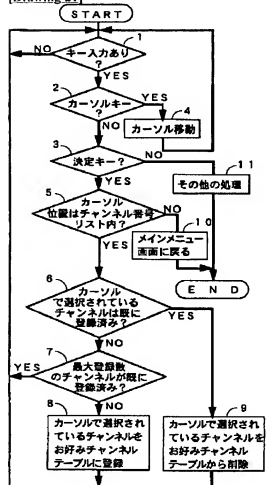 START
1
キー入力あり
?
NO
YES
2
カーソルキー
?
YES
NO
4
カーソル移動
3
決定キー?
NO
YES
11
その他の処理
5
カーソル
位置はチャンネル番号
リスト内?
NO
YES
10
メインメニュー
画面に戻る
END
6
カーソル
で選択されている
チャンネルは既に
登録済み?
YES
NO
7
最大登録数
のチャンネルが既に
登録済み?
YES
NO
8
カーソルで選択され
ているチャンネルを
お好みチャンネル
テーブルに登録
9
カーソルで選択され
ているチャンネルを
お好みチャンネル
テーブルから削除